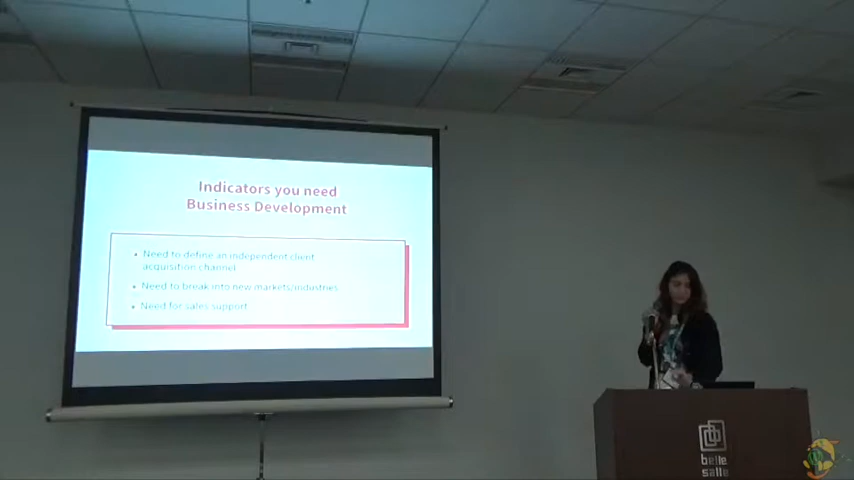 Indicators you need
Business Development
• Need to define an independent client
acquisition channel
• Need to break into new markets/indistries
• Need for sales support
belle
salle